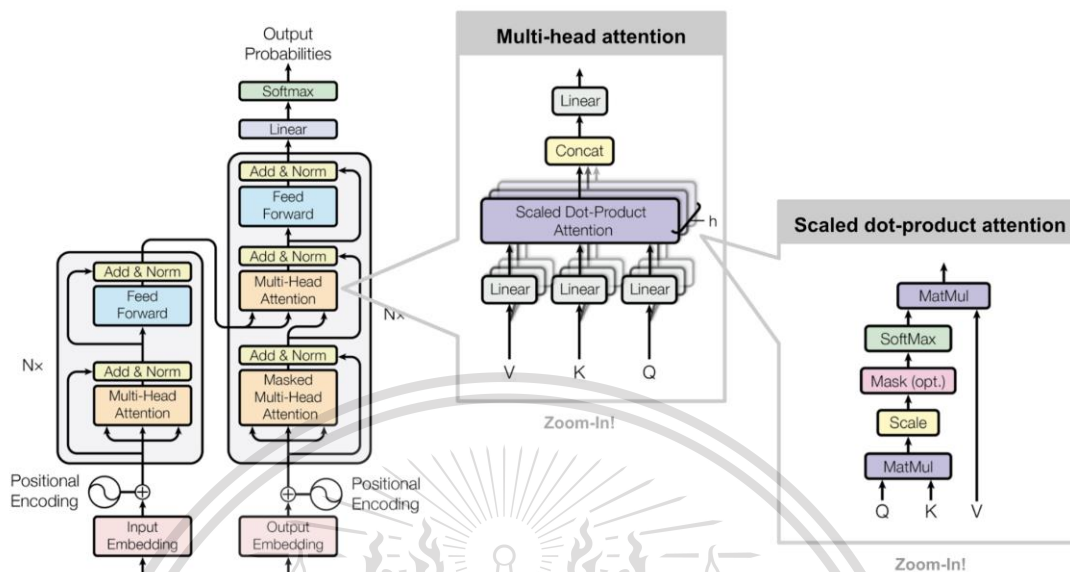 Output
Probabilities
Softmax
Linear
Add & Norm
Feed
Forward
Add & Norm
Multi-Head
Attention
Nx
Add & Norm
Masked
Multi-Head
Attention
Positional
Encoding
Output
Embedding
Add & Norm
Feed
Forward
Nx
Add & Norm
Multi-Head
Attention
Positional
Encoding
Input
Embedding
Multi-head attention
Linear
Concat
Scaled Dot-Product
Attention
h
Linear Linear Linear
V K Q
Zoom-In!
Scaled dot-product attention
MatMul
SoftMax
Mask (opt.)
Scale
MatMul
Q K V
Zoom-In!